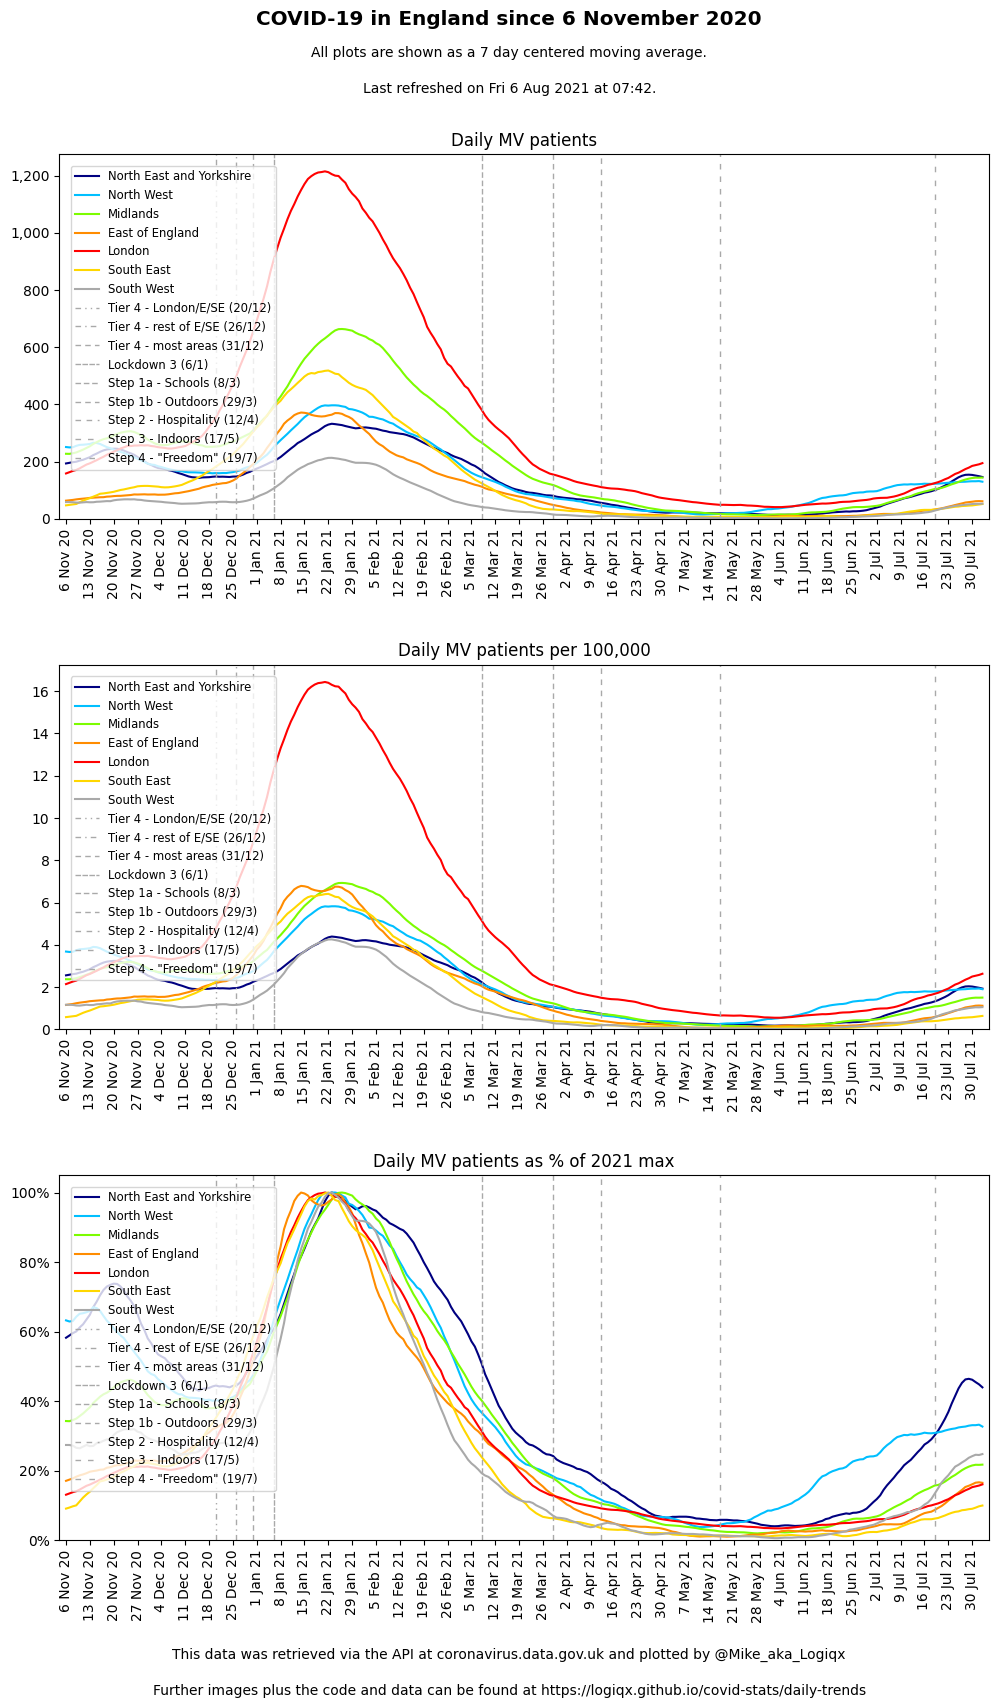 COVID-19 in England since 6 November 2020
All plots are shown as a 7 day centered moving average.
Last refreshed on Fri 6 Aug 2021 at 07:42.
Daily MV patients
1,200
1,000
800
600
400
200
0
North East and Yorkshire
North West
Midlands
East of England
London
South East
South West
Tier 4 - London/E/SE (20/12)
Tier 4 - rest of E/SE (26/12)
Tier 4 - most areas (31/12)
Lockdown 3 (6/1)
Step 1a - Schools (8/3)
Step 1b - Outdoors (29/3)
Step 2 - Hospitality (12/4)
Step 3 - Indoors (17/5)
Step 4 - "Freedom" (19/7)
6 Nov 20
13 Nov 20
20 Nov 20
27 Nov 20
4 Dec 20
11 Dec 20
18 Dec 20
25 Dec 20
1 Jan 21
8 Jan 21
15 Jan 21
22 Jan 21
29 Jan 21
5 Feb 21
12 Feb 21
19 Feb 21
26 Feb 21
5 Mar 21
12 Mar 21
19 Mar 21
26 Mar 21
2 Apr 21
9 Apr 21
16 Apr 21
23 Apr 21
30 Apr 21
7 May 21
14 May 21
21 May 21
28 May 21
4 Jun 21
11 Jun 21
18 Jun 21
25 Jun 21
2 Jul 21
9 Jul 21
16 Jul 21
23 Jul 21
30 Jul 21
Daily MV patients per 100,000
16
14
12
10
8
6
4
2
0
North East and Yorkshire
North West
Midlands
East of England
London
South East
South West
Tier 4 - London/E/SE (20/12)
Tier 4 - rest of E/SE (26/12)
Tier 4 - most areas (31/12)
Lockdown 3 (6/1)
Step 1a - Schools (8/3)
Step 1b - Outdoors (29/3)
Step 2 - Hospitality (12/4)
Step 3 - Indoors (17/5)
Step 4 - "Freedom" (19/7)
6 Nov 20
13 Nov 20
20 Nov 20
27 Nov 20
4 Dec 20
11 Dec 20
18 Dec 20
25 Dec 20
1 Jan 21
8 Jan 21
15 Jan 21
22 Jan 21
29 Jan 21
5 Feb 21
12 Feb 21
19 Feb 21
26 Feb 21
5 Mar 21
12 Mar 21
19 Mar 21
26 Mar 21
2 Apr 21
9 Apr 21
16 Apr 21
23 Apr 21
30 Apr 21
7 May 21
14 May 21
21 May 21
28 May 21
4 Jun 21
11 Jun 21
18 Jun 21
25 Jun 21
2 Jul 21
9 Jul 21
16 Jul 21
23 Jul 21
30 Jul 21
Daily MV patients as % of 2021 max
100%
80%
60%
40%
20%
0%
North East and Yorkshire
North West
Midlands
East of England
London
South East
South West
Tier 4 - London/E/SE (20/12)
Tier 4 - rest of E/SE (26/12)
Tier 4 - most areas (31/12)
Lockdown 3 (6/1)
Step 1a - Schools (8/3)
Step 1b - Outdoors (29/3)
Step 2 - Hospitality (12/4)
Step 3 - Indoors (17/5)
Step 4 - "Freedom" (19/7)
6 Nov 20
13 Nov 20
20 Nov 20
27 Nov 20
4 Dec 20
11 Dec 20
18 Dec 20
25 Dec 20
1 Jan 21
8 Jan 21
15 Jan 21
22 Jan 21
29 Jan 21
5 Feb 21
12 Feb 21
19 Feb 21
26 Feb 21
5 Mar 21
12 Mar 21
19 Mar 21
26 Mar 21
2 Apr 21
9 Apr 21
16 Apr 21
23 Apr 21
30 Apr 21
7 May 21
14 May 21
21 May 21
28 May 21
4 Jun 21
11 Jun 21
18 Jun 21
25 Jun 21
2 Jul 21
9 Jul 21
16 Jul 21
23 Jul 21
30 Jul 21
This data was retrieved via the API at coronavirus.data.gov.uk and plotted by @Mike_aka_Logiqx
Further images plus the code and data can be found at https://logiqx.github.io/covid-stats/daily-trends